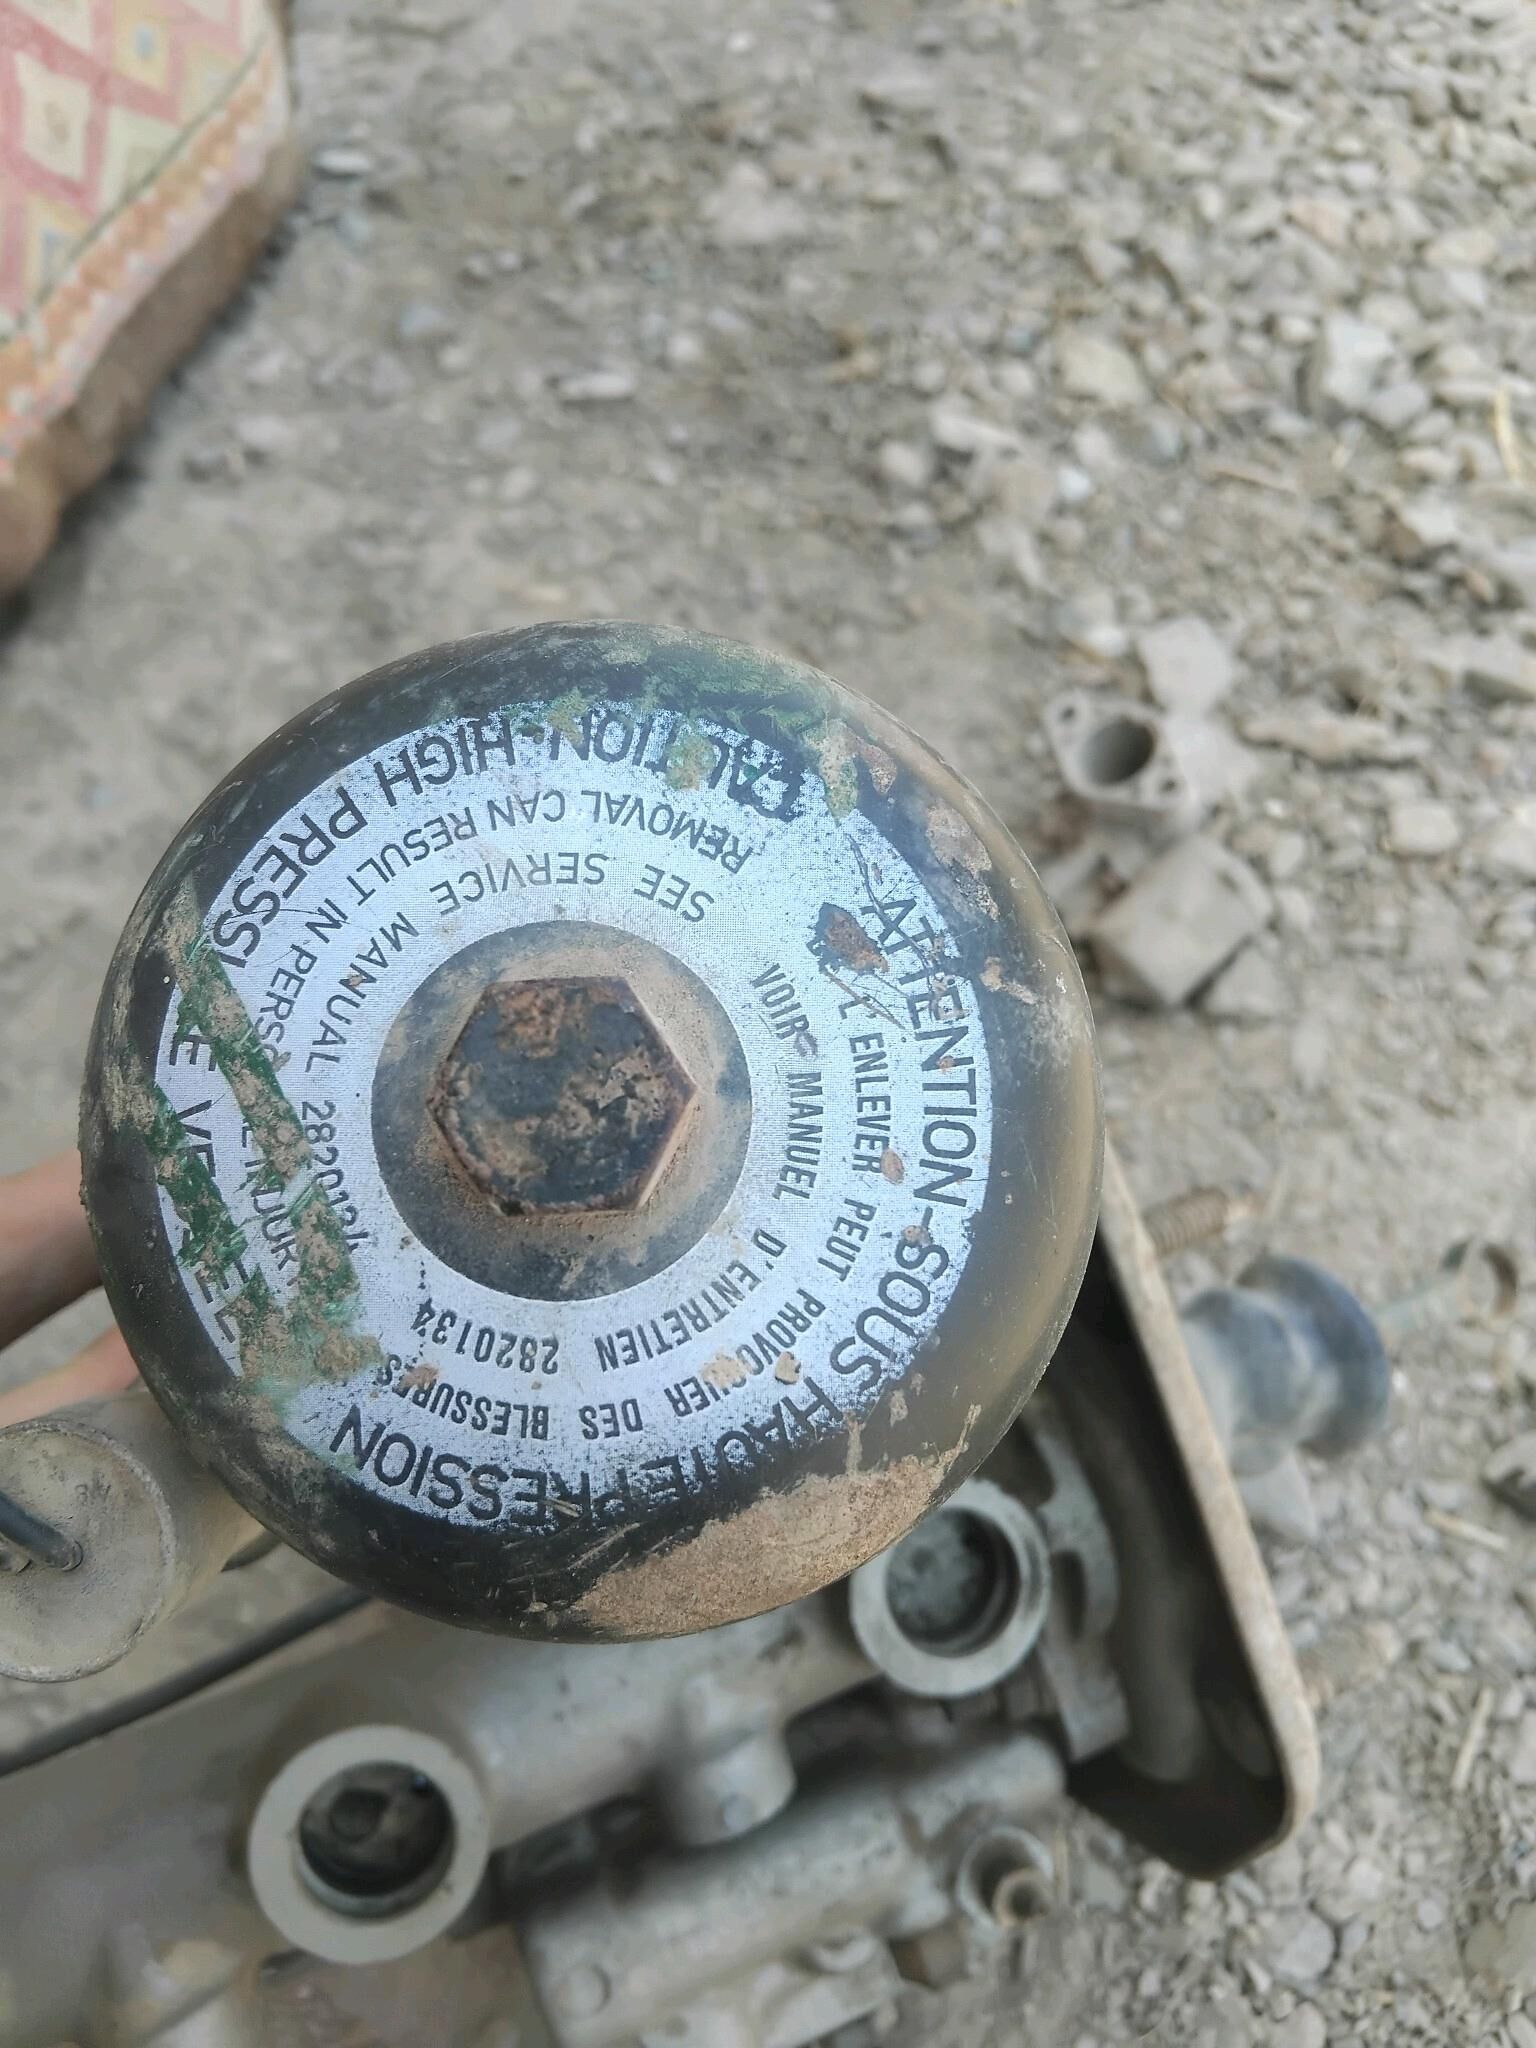 CAUTION-HIGH PRESS
REMOVAL CAN RESULT IN
SEE SERVICE MANUAL 2820134
ATTENTION-SOUS HAUTE PRESSION
L ENLEVER PEUT PROVOQUER DES BLESSURES
VOIR MANUEL D'ENTRETIEN 2820134